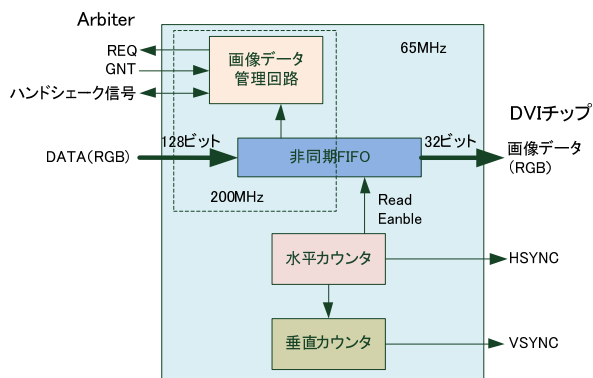 Arbiter
REQ
GNT
ハンドシェーク信号
画像データ
管理回路
65MHz
DVIチップ
DATA(RGB)
128ビット
非同期FIFO
32ビット
画像データ
(RGB)
200MHz
Read
Eanble
水平カウンタ
HSYNC
垂直カウンタ
VSYNC